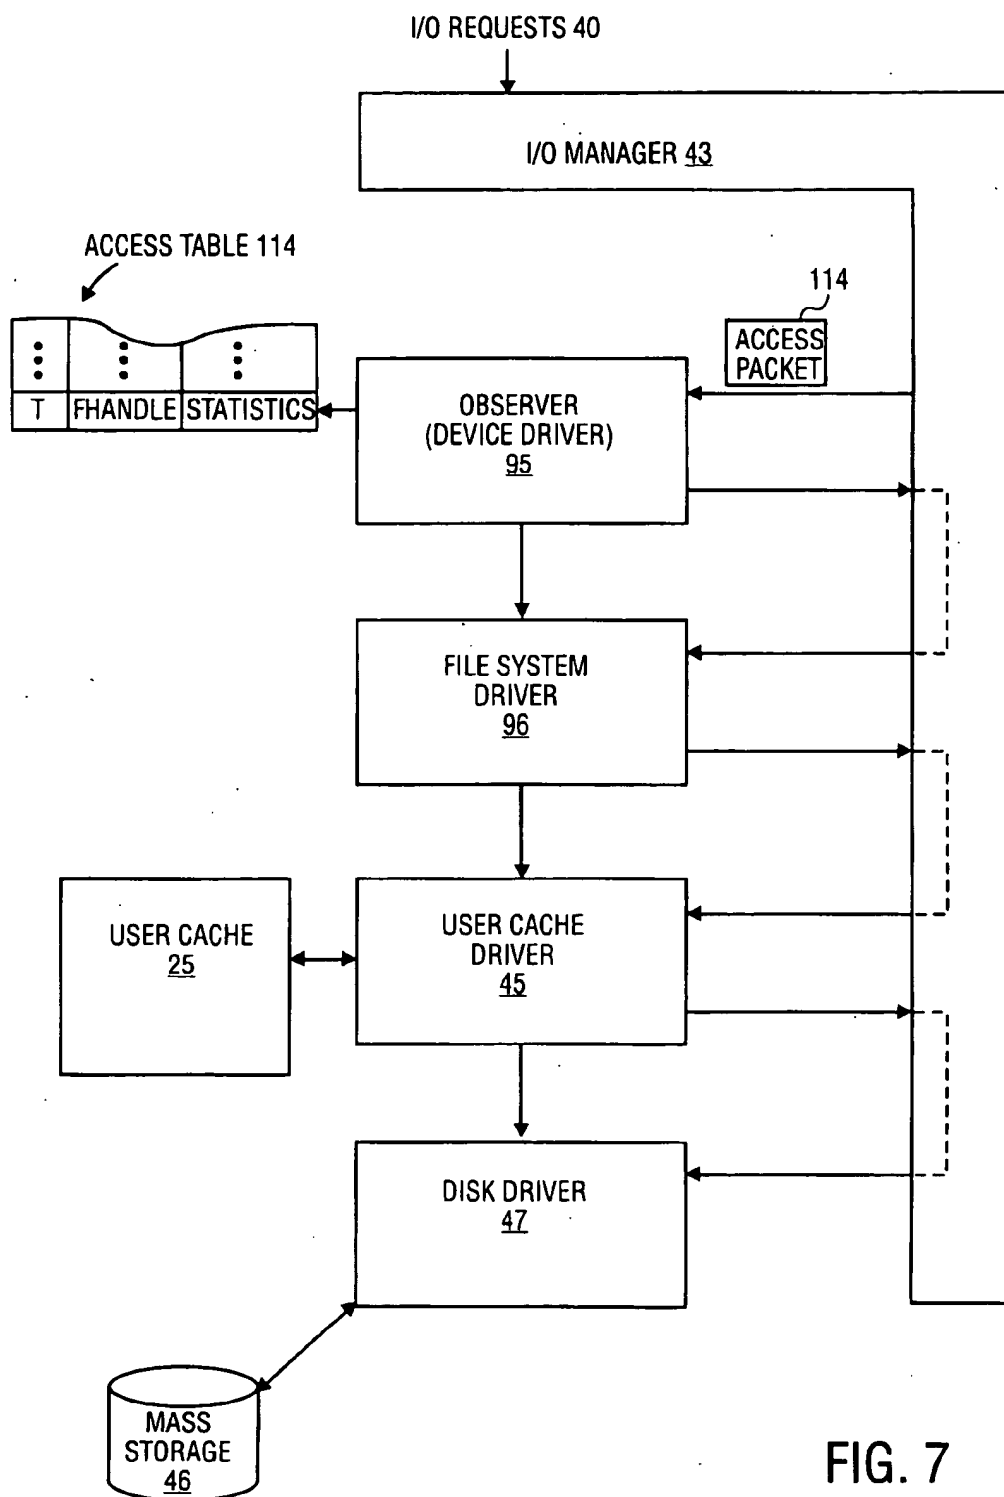 I/O REQUESTS 40
I/O MANAGER 43
ACCESS TABLE 114
114
ACCESS
PACKET
T FHANDLE STATISTICS
OBSERVER
(DEVICE DRIVER)
95
FILE SYSTEM
DRIVER
96
USER CACHE
25
USER CACHE
DRIVER
45
DISK DRIVER
47
MASS
STORAGE
46
FIG. 7